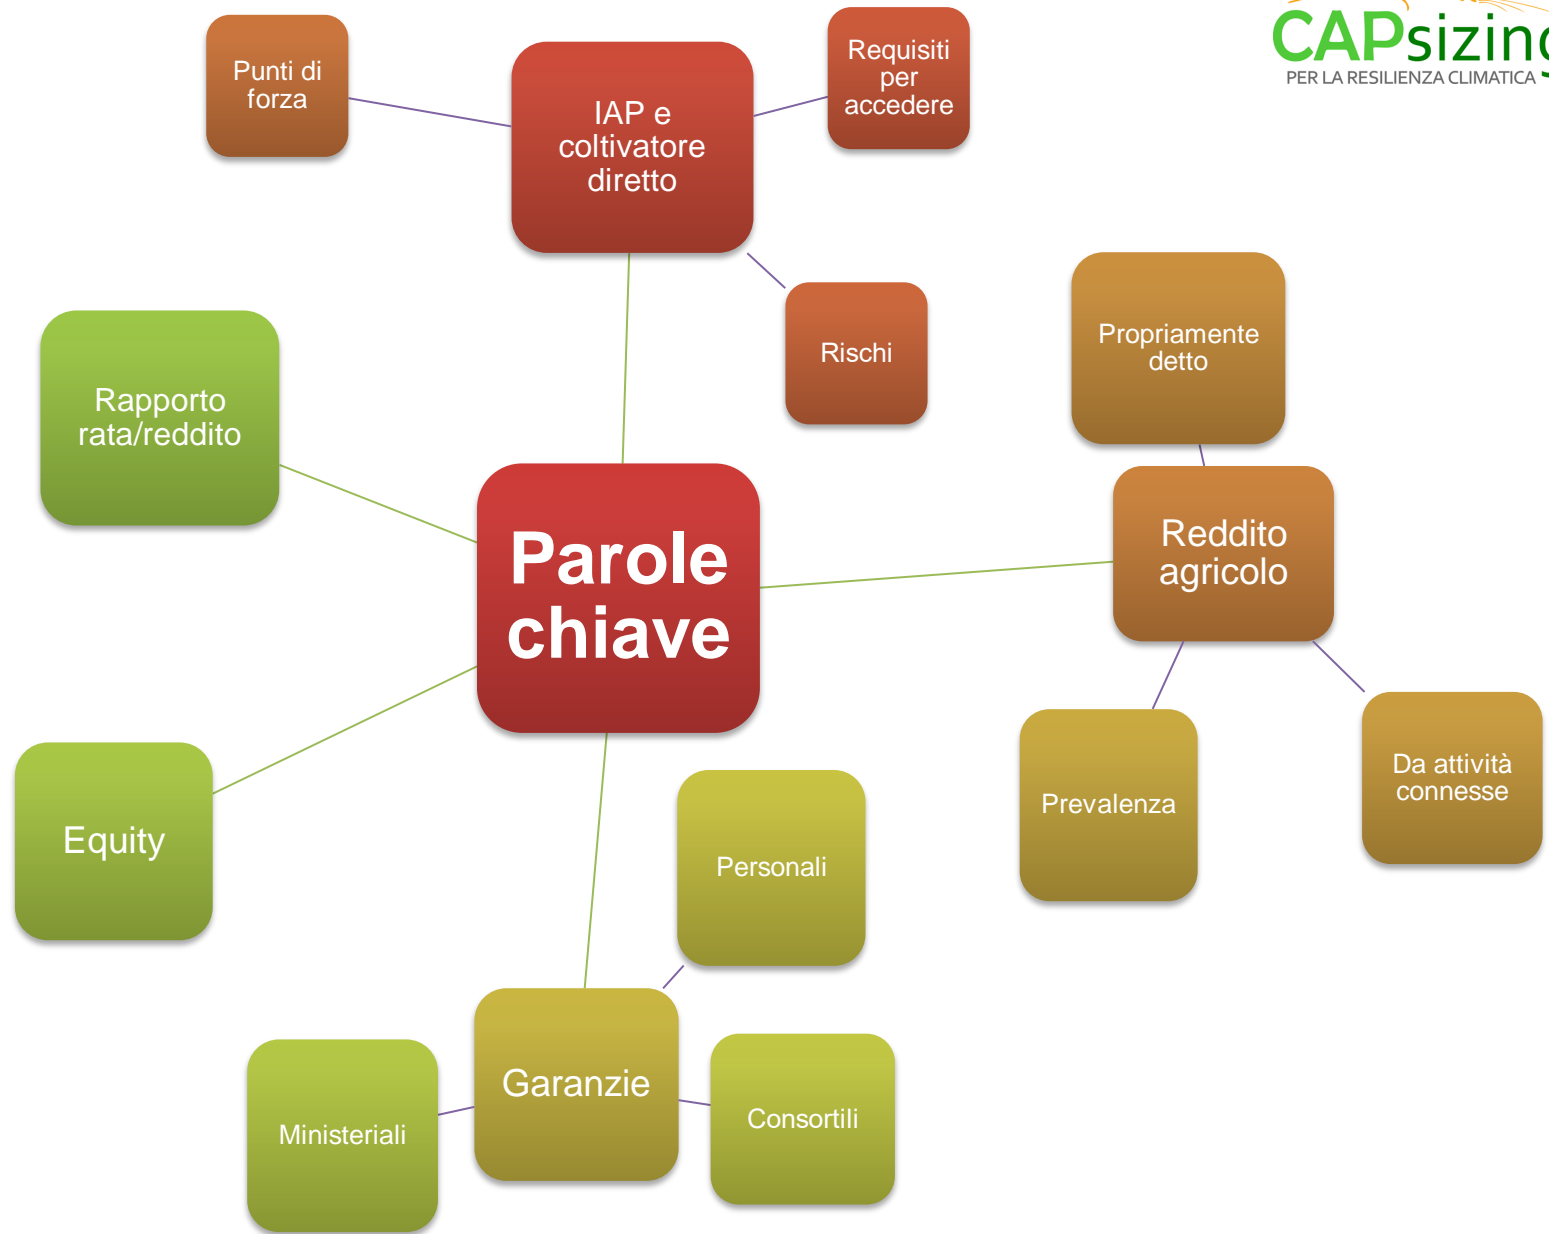 CAPsizing
PER LA RESILIENZA CLIMATICA
Punti di
forza
IAP e
coltivatore
diretto
Requisiti
per
accedere
Rischi
Propriamente
detto
Rapporto
rata/reddito
Parole
chiave
Reddito
agricolo
Prevalenza
Da attività
connesse
Equity
Personali
Garanzie
Ministeriali
Consortili